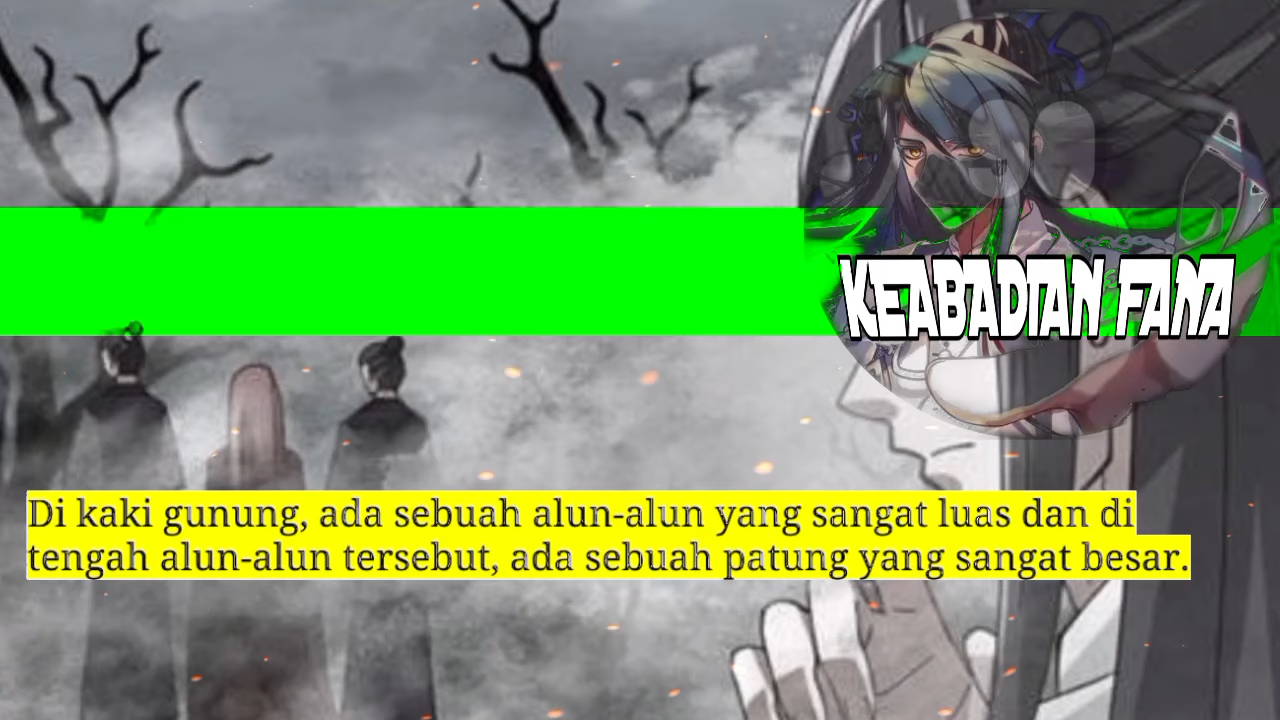 KEABADIAN FANA
Di kaki gunung, ada sebuah alun-alun yang sangat luas dan di
tengah alun-alun tersebut, ada sebuah patung yang sangat besar.